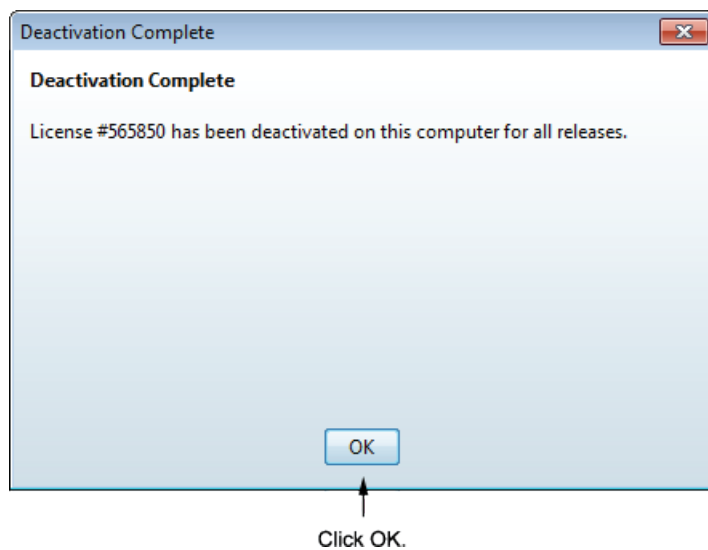 Deactivation Complete
Deactivation Complete
License #565850 has been deactivated on this computer for all releases.
OK
Click OK.